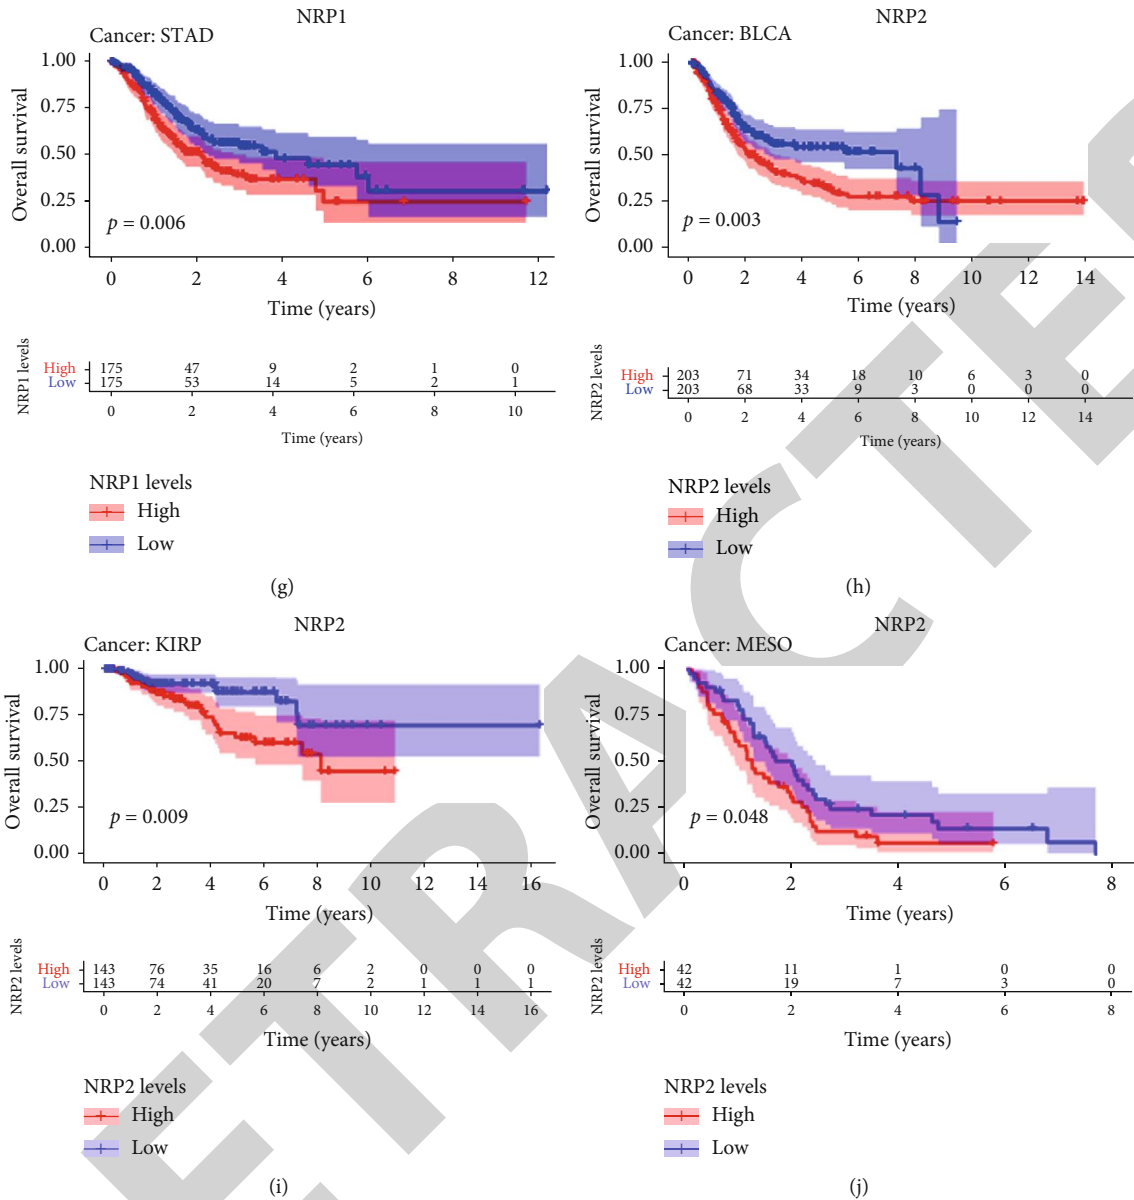 NRP1
Cancer: STAD
1.00
0.75
0.50
0.25
0.00
Overall survival
p = 0.006
0 2 4 6 8 10 12
Time (years)
NRP1 levels
High 175 47 9 2 1 0
Low 175 53 14 5 2 1
0 2 4 6 8 10
Time (years)
NRP1 levels
High
Low
(g)
NRP2
Cancer: BLCA
1.00
0.75
0.50
0.25
0.00
Overall survival
p = 0.003
0 2 4 6 8 10 12 14
Time (years)
NRP2 levels
High 203 71 34 18 10 6 3 0
Low 203 68 33 9 3 0 0 0
0 2 4 6 8 10 12 14
Time (years)
NRP2 levels
High
Low
(h)
NRP2
Cancer: KIRP
1.00
0.75
0.50
0.25
0.00
Overall survival
p = 0.009
0 2 4 6 8 10 12 14 16
Time (years)
NRP2 levels
High 143 76 35 16 6 2 0 0 0
Low 143 74 41 20 7 2 1 1 1
0 2 4 6 8 10 12 14 16
Time (years)
NRP2 levels
High
Low
(i)
NRP2
Cancer: MESO
1.00
0.75
0.50
0.25
0.00
Overall survival
p = 0.048
0 2 4 6 8
Time (years)
NRP2 levels
High 42 11 1 0 0
Low 42 19 7 3 0
0 2 4 6 8
Time (years)
NRP2 levels
High
Low
(j)
ETRACTE